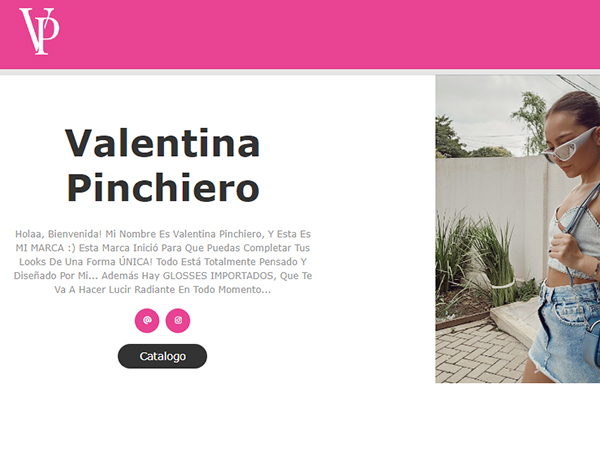 VP
Valentina
Pinchiero
Holaa, Bienvenida! Mi Nombre Es Valentina Pinchiero, Y Esta Es
MI MARCA :) Esta Marca Inició Para Que Puedas Completar Tus
Looks De Una Forma ÚNICA! Todo Está Totalmente Pensado Y
Diseñado Por Mi... Además Hay GLOSSES IMPORTADOS, Que Te
Va A Hacer Lucir Radiante En Todo Momento...
Catalogo